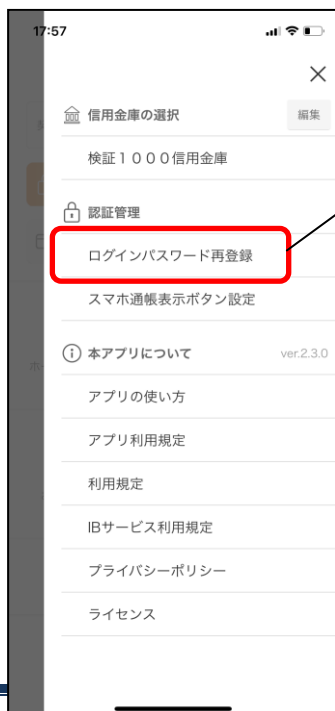 17:57
信用金庫の選択
編集
検証１０００信用金庫
認証管理
ログインパスワード再登録
スマホ通帳表示ボタン設定
本アプリについて
ver.2.3.0
アプリの使い方
アプリ利用規定
利用規定
IBサービス利用規定
プライバシーポリシー
ライセンス